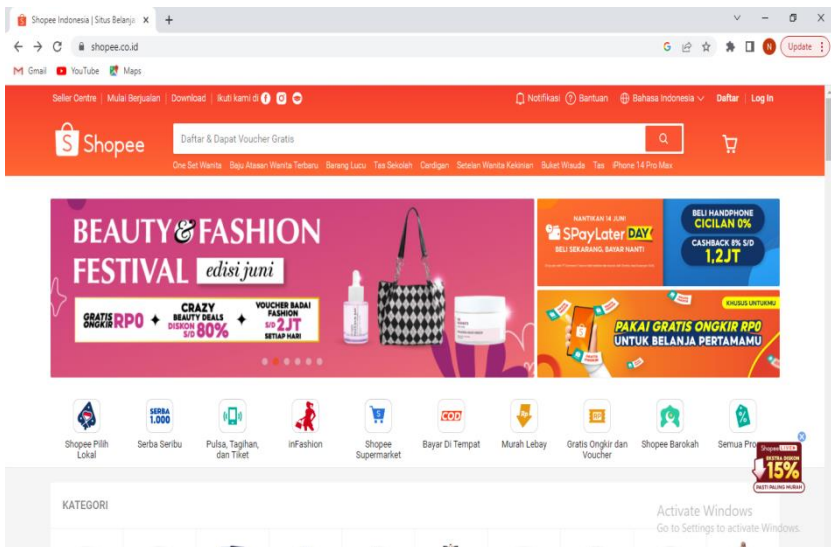 Shopee Indonesia | Situs Belanja
shopee.co.id
Update
Gmail YouTube Maps
Seller Centre | Mulai Berjualan | Download | Ikuti kami di
Notifikasi Bantuan Bahasa Indonesia Daftar | Log In
Shopee
Daftar & Dapat Voucher Gratis
One Set Wanita Baju Atasan Wanita Terbaru Barang Lucu Tas Sekolah Cardigan Setelan Wanita Kekinian Buket Wisuda Tas iPhone 14 Pro Max
BEAUTY & FASHION
FESTIVAL edisi juni
GRATIS ONGKIR RP0 + CRAZY BEAUTY DEALS DISKON S/D 80% + VOUCHER BADAI FASHION S/D 2JT SETIAP HARI
NANTIKAN 14 JUNI
SPayLater DAY
BELI SEKARANG, BAYAR NANTI
BELI HANDPHONE
CICILAN 0%
CASHBACK 8% S/D
1,2JT
KHUSUS UNTUKMU
PAKAI GRATIS ONGKIR RP0
UNTUK BELANJA PERTAMAMU
SERBA
1.000
COD
Shopee Pilih Lokal
Serba Seribu
Pulsa, Tagihan, dan Tiket
inFashion
Shopee Supermarket
Bayar Di Tempat
Murah Lebay
Gratis Ongkir dan Voucher
Shopee Barokah
Semua Pro
Shopee LIVE
EKSTRA DISKON
15%
PASTI PALING MURAH
KATEGORI
Activate Windows
Go to Settings to activate Windows.